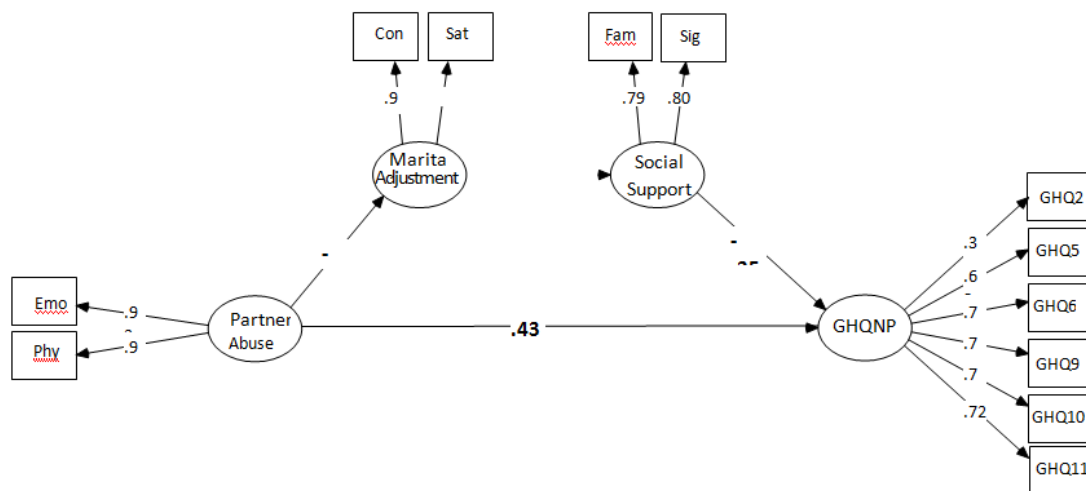 Con Sat Fam Sig
.9 .79 .80
Marita
Adjustment
Social
Support
GHQ2
.3
GHQ5
-
.6
-
GHQ6
.7
Emo
.9
Partner
Abuse
.43
GHQNP
Phy
.9
.7
GHQ9
.7
GHQ10
.72
GHQ11